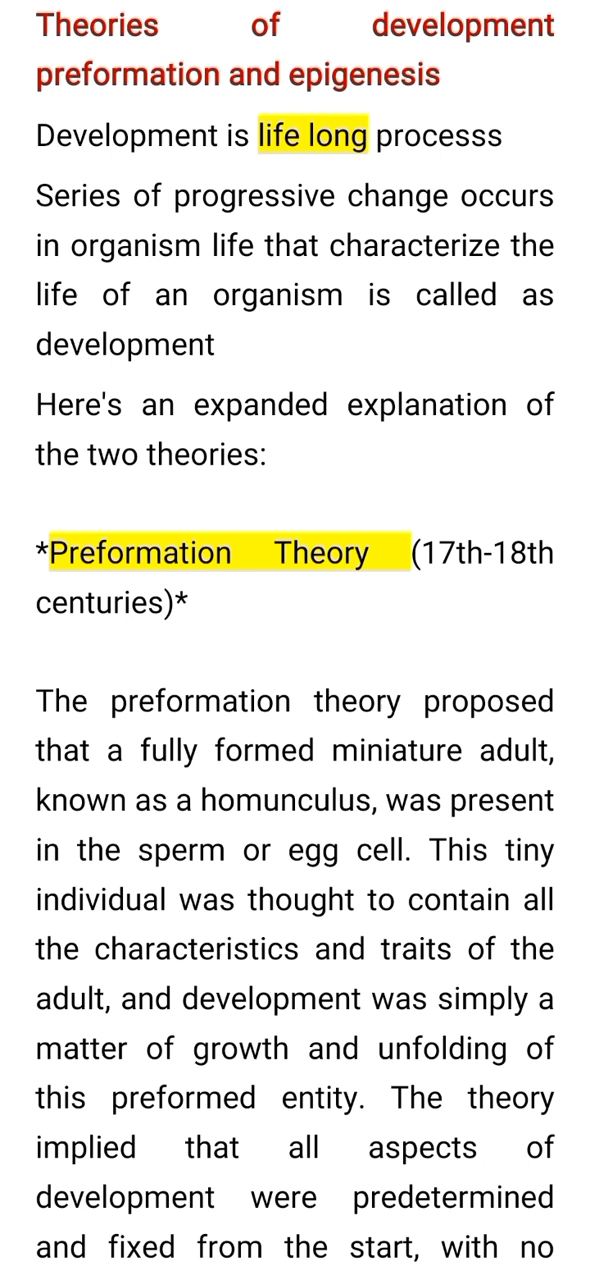 Theories of development
preformation and epigenesis
Development is life long processs
Series of progressive change occurs
in organism life that characterize the
life of an organism is called as
development
Here's an expanded explanation of
the two theories:
*Preformation Theory (17th-18th
centuries)*
The preformation theory proposed
that a fully formed miniature adult,
known as a homunculus, was present
in the sperm or egg cell. This tiny
individual was thought to contain all
the characteristics and traits of the
adult, and development was simply a
matter of growth and unfolding of
this preformed entity. The theory
implied that all aspects of
development were predetermined
and fixed from the start, with no